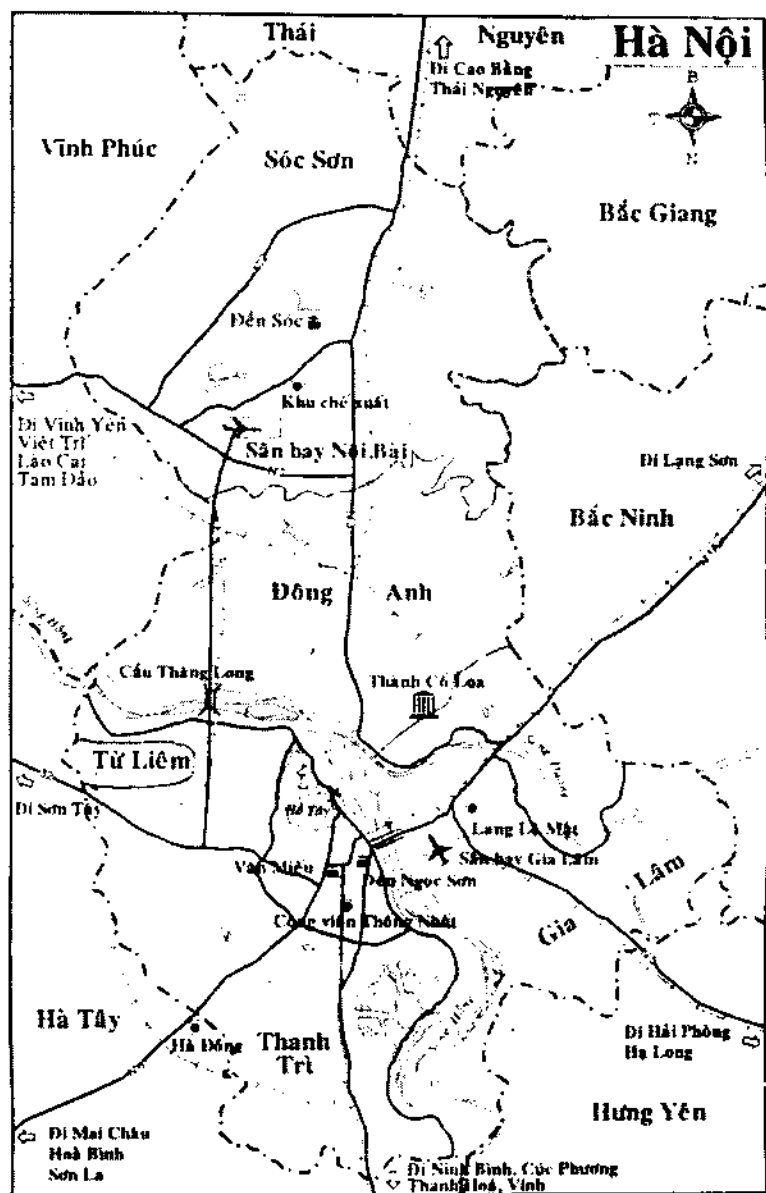 Thái
Nguyên
Hà Nội
Đi Cao Bằng
Thái Nguyên
B
T
N
Vĩnh Phúc
Sóc Sơn
Bắc Giang
Đền Sóc
Khu chế xuất
Đi Vĩnh Yên
Việt Trì
Lào Cai
Tam Đảo
Sân bay Nội Bài
Đi Lạng Sơn
Bắc Ninh
Đông Anh
Cầu Thăng Long
Thành Cổ Loa
Từ Liêm
Hồ Tây
Đi Sơn Tây
Lang Lệ Mật
Văn Miếu
Sân bay Gia Lâm
Đền Ngọc Sơn
Công viên Thống Nhất
Gia Lâm
Hà Tây
Hà Đông
Thanh
Trì
Đi Hải Phòng
Hạ Long
Hưng Yên
Đi Mai Châu
Hoà Bình
Sơn La
Đi Ninh Bình, Cúc Phương
Thanh Hoá, Vinh